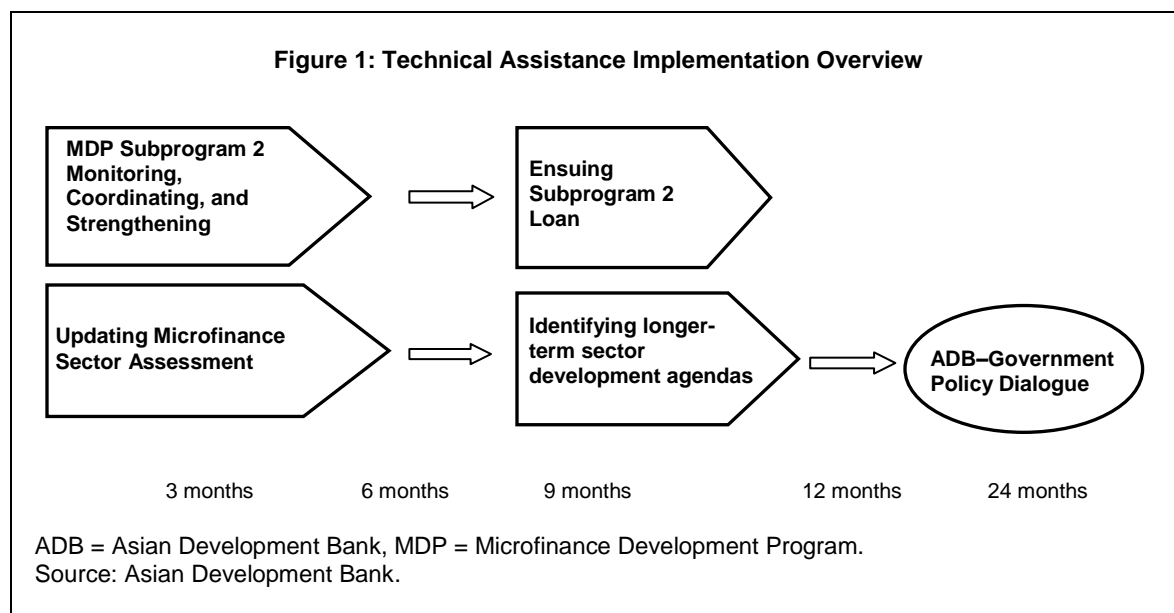 Figure 1: Technical Assistance Implementation Overview
MDP Subprogram 2
Monitoring,
Coordinating, and
Strengthening
Ensuing
Subprogram 2
Loan
Updating Microfinance
Sector Assessment
Identifying longer-
term sector
development agendas
ADB–Government
Policy Dialogue
3 months 6 months 9 months 12 months 24 months
ADB = Asian Development Bank, MDP = Microfinance Development Program.
Source: Asian Development Bank.